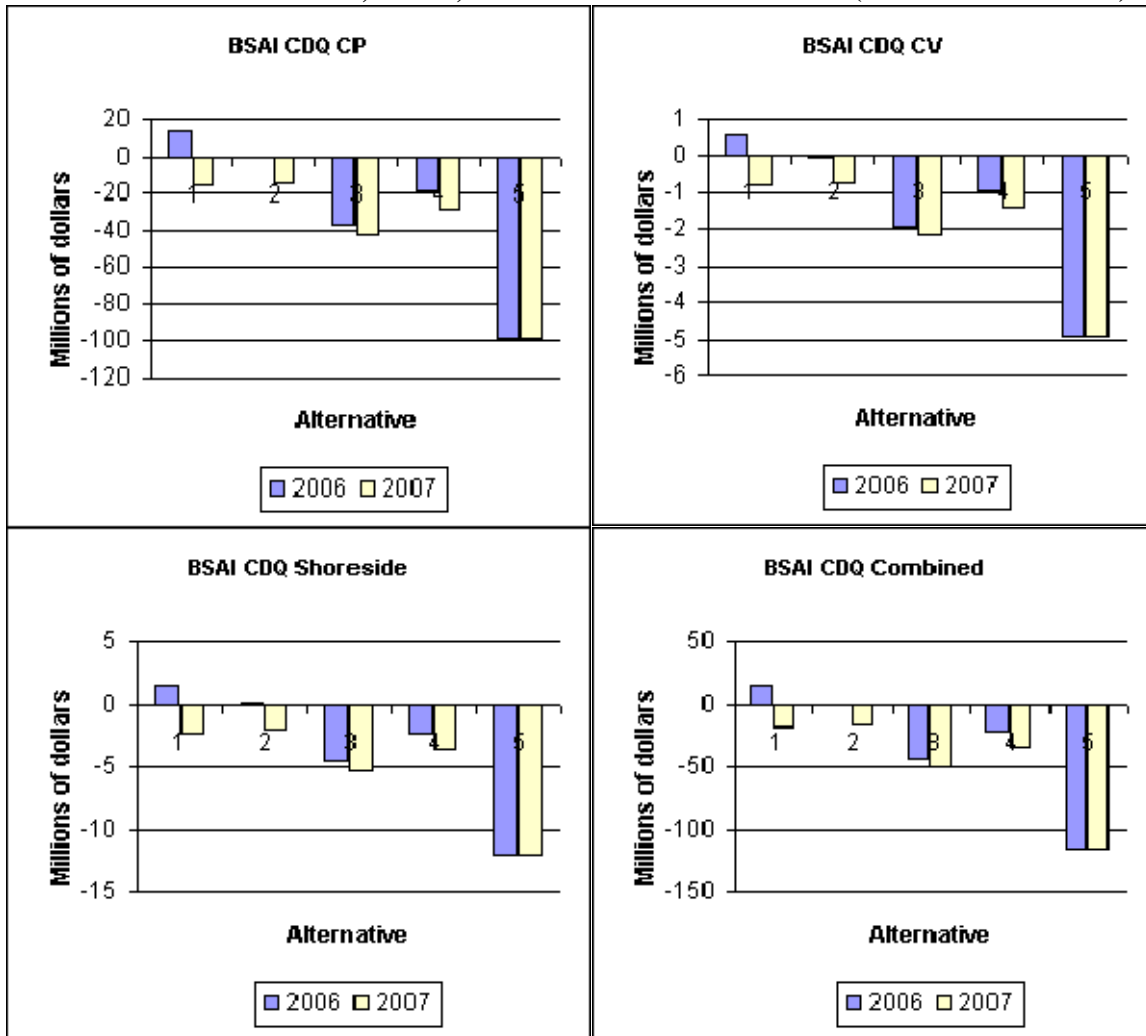 BSAI CDQ CP
20
0
-20
-40
-60
-80
-100
-120
1 2 3 4 5
Millions of dollars
Alternative
2006 2007
BSAI CDQ CV
1
0
-1
-2
-3
-4
-5
-6
1 2 3 4 5
Millions of dollars
Alternative
2006 2007
BSAI CDQ Shoreside
5
0
-5
-10
-15
1 2 3 4 5
Millions of dollars
Alternative
2006 2007
BSAI CDQ Combined
50
0
-50
-100
-150
1 2 3 4 5
Millions of dollars
Alternative
2006 2007